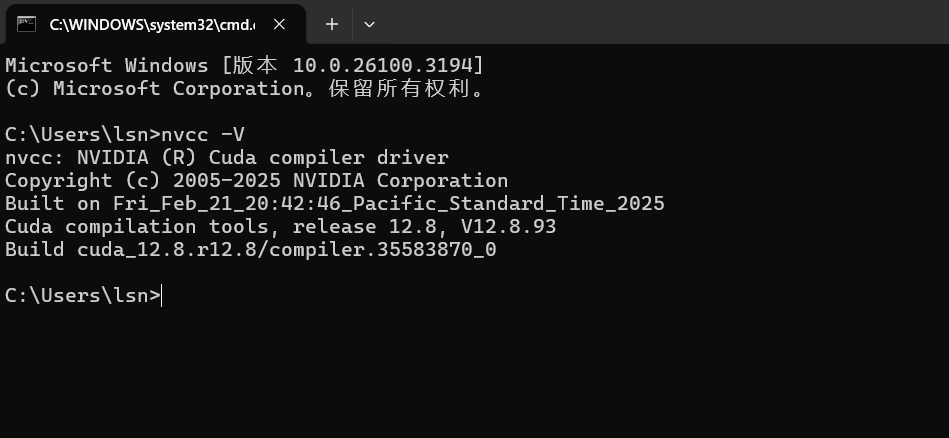 C:\WINDOWS\system32\cmd.e
Microsoft Windows [版本 10.0.26100.3194]
(c) Microsoft Corporation。保留所有权利。
C:\Users\lsn>nvcc -V
nvcc: NVIDIA (R) Cuda compiler driver
Copyright (c) 2005-2025 NVIDIA Corporation
Built on Fri_Feb_21_20:42:46_Pacific_Standard_Time_2025
Cuda compilation tools, release 12.8, V12.8.93
Build cuda_12.8.r12.8/compiler.35583870_0
C:\Users\lsn>